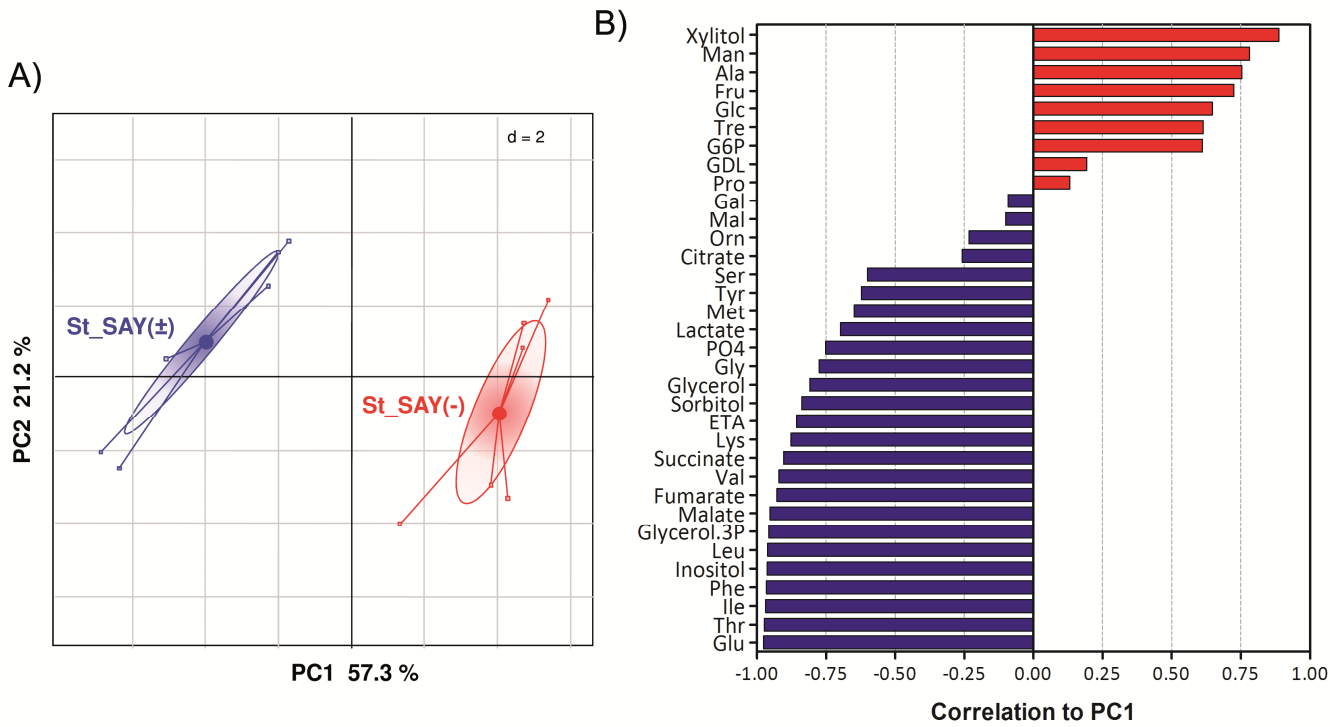 A)
d = 2
St_SAY(±)
St_SAY(-)
PC2 21.2 %
PC1 57.3 %
B)
Xylitol
Man
Ala
Fru
Glc
Tre
G6P
GDL
Pro
Gal
Mal
Orn
Citrate
Ser
Tyr
Met
Lactate
PO4
Gly
Glycerol
Sorbitol
ETA
Lys
Succinate
Val
Fumarate
Malate
Glycerol.3P
Leu
Inositol
Phe
Ile
Thr
Glu
-1.00 -0.75 -0.50 -0.25 0.00 0.25 0.50 0.75 1.00
Correlation to PC1